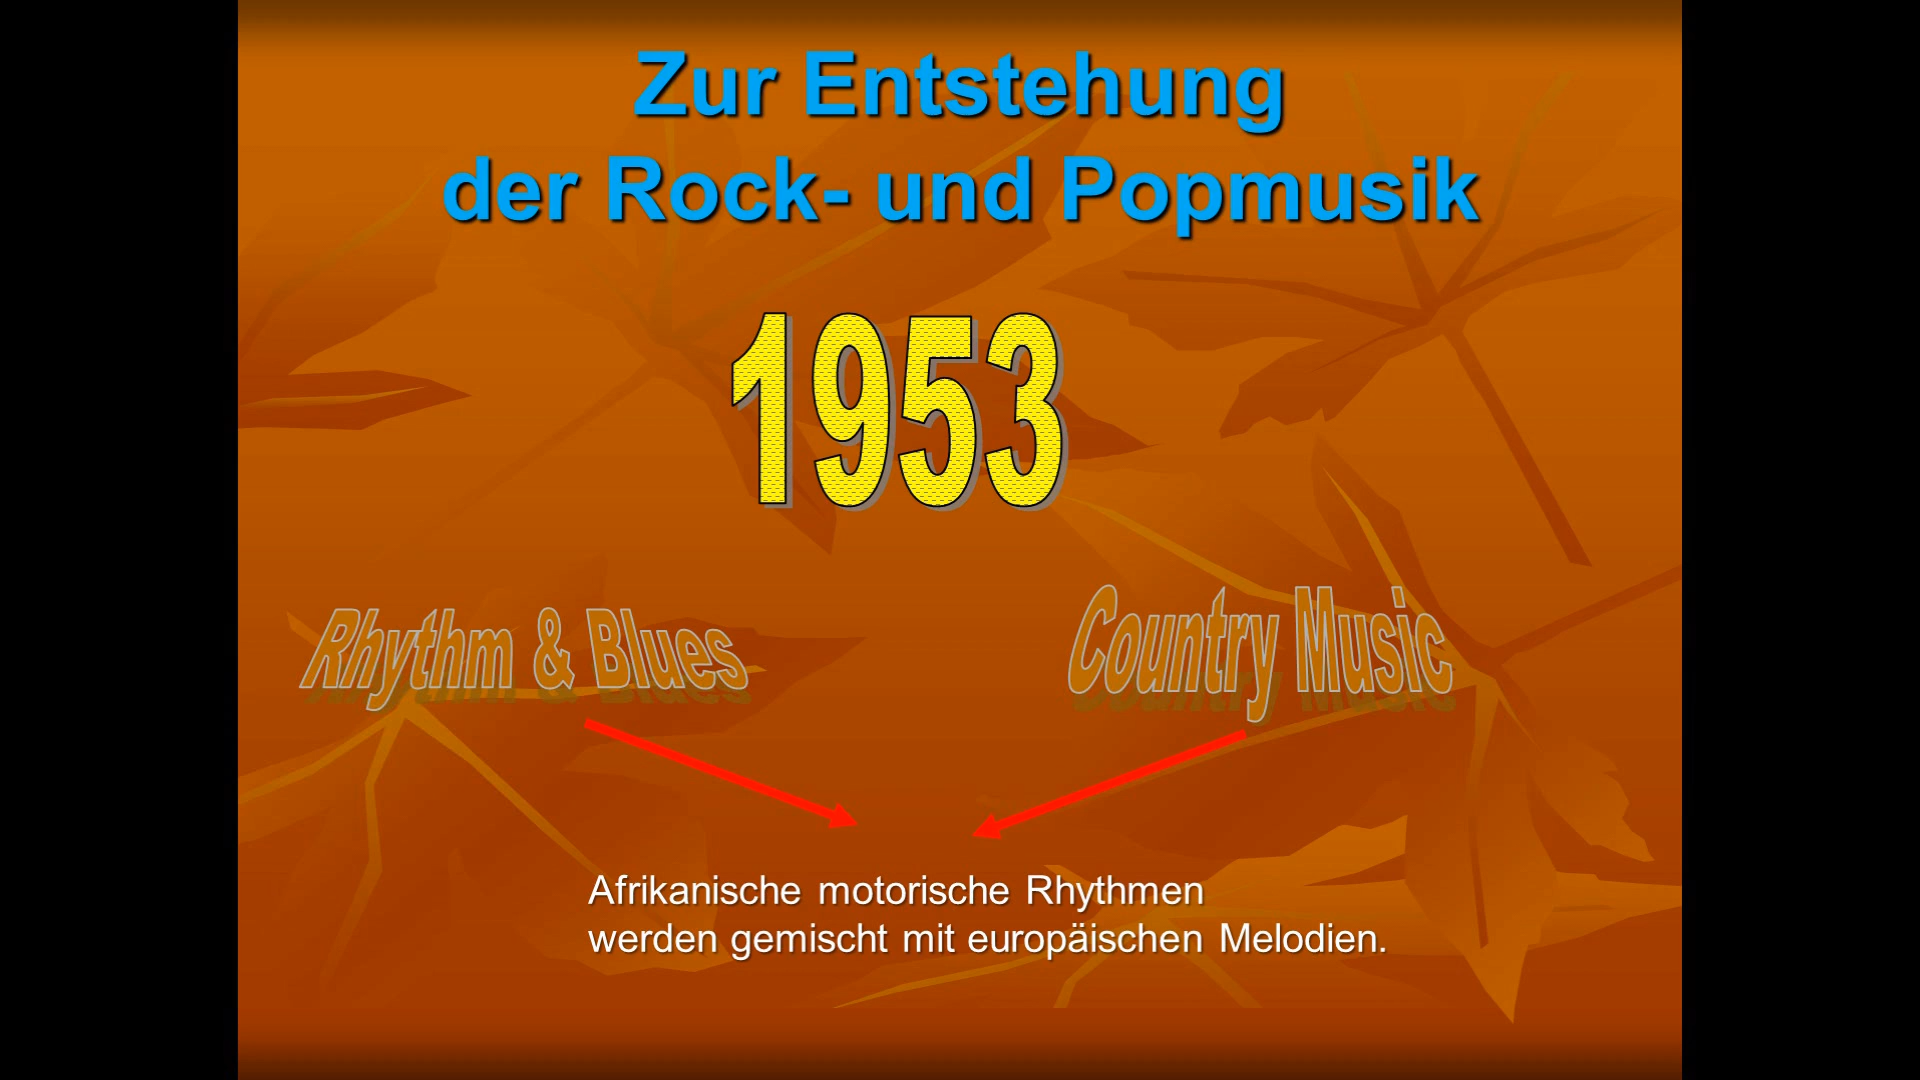 Zur Entstehung
der Rock- und Popmusik
1953
Rhythm & Blues
Country Music
Afrikanische motorische Rhythmen
werden gemischt mit europäischen Melodien.